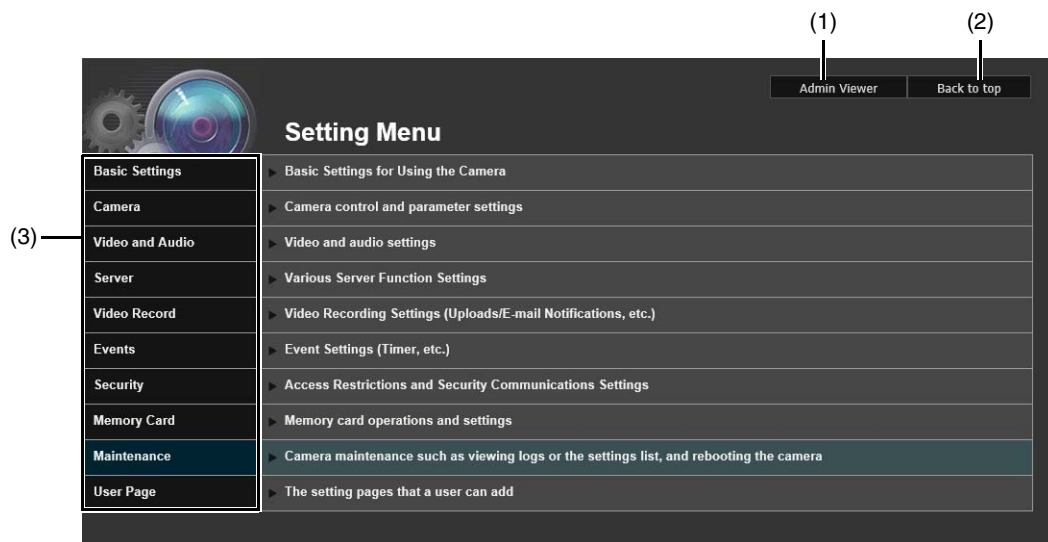 (1) (2)
Admin Viewer Back to top
Setting Menu
Basic Settings Basic Settings for Using the Camera
Camera Camera control and parameter settings
(3) Video and Audio Video and audio settings
Server Various Server Function Settings
Video Record Video Recording Settings (Uploads/E-mail Notifications, etc.)
Events Event Settings (Timer, etc.)
Security Access Restrictions and Security Communications Settings
Memory Card Memory card operations and settings
Maintenance Camera maintenance such as viewing logs or the settings list, and rebooting the camera
User Page The setting pages that a user can add